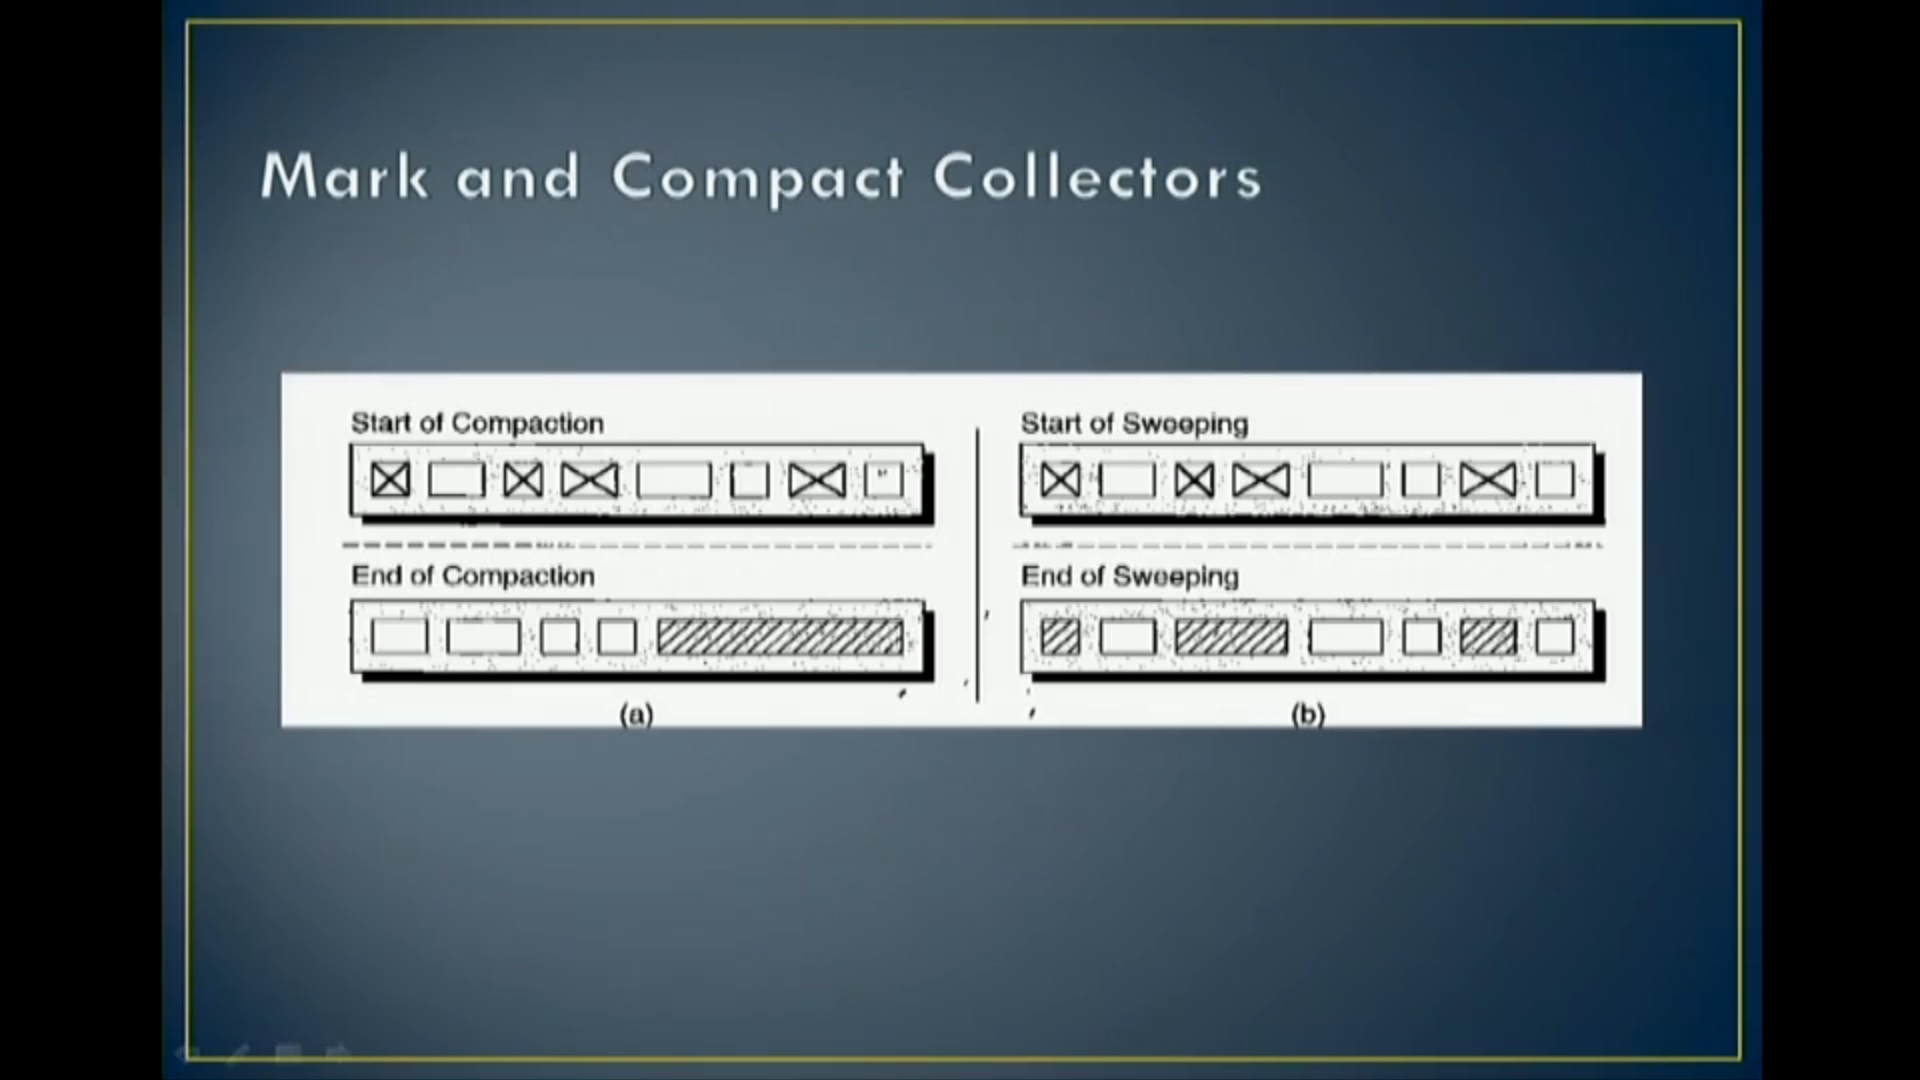 Mark and Compact Collectors
Start of Compaction
End of Compaction
(a)
Start of Sweeping
End of Sweeping
(b)